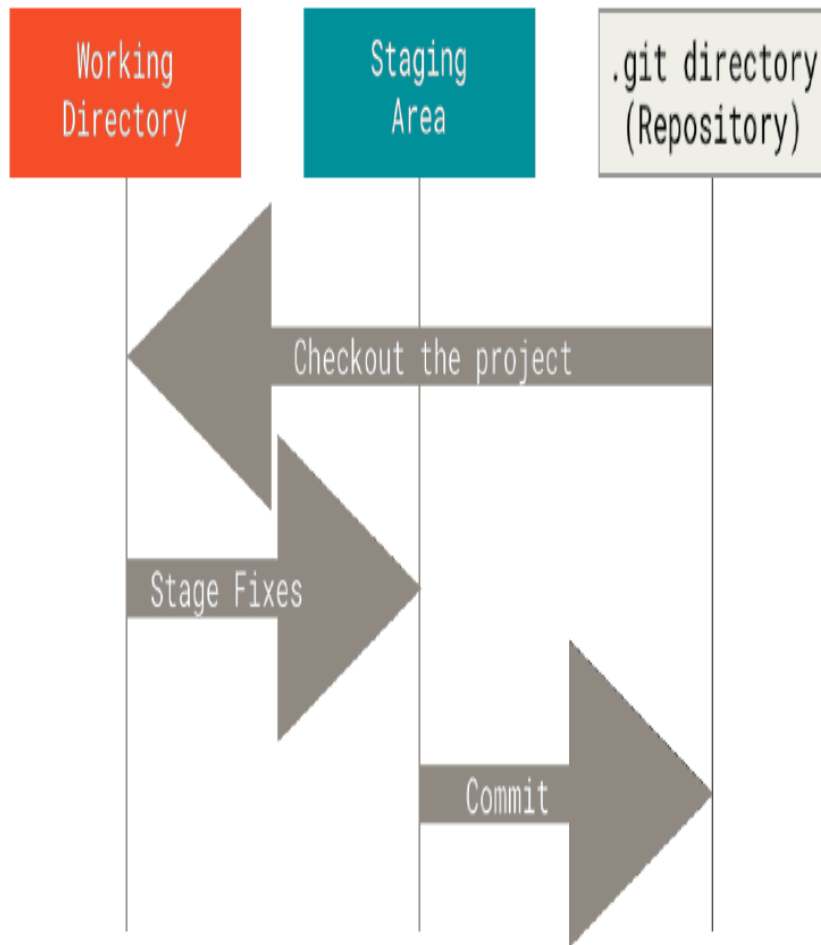 Working
Directory
Staging
Area
.git directory
(Repository)
Checkout the project
Stage Fixes
Commit